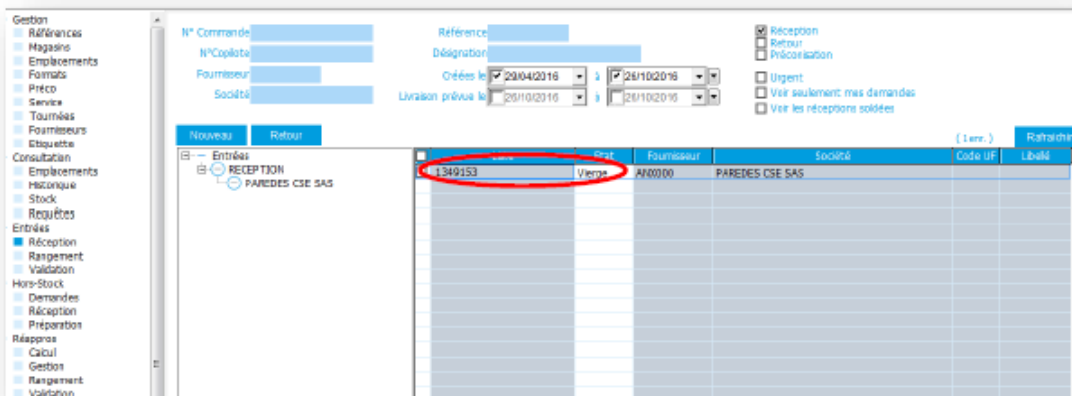 Gestion
Références
Magasins
Emplacements
Formats
Préco
Service
Tournées
Fournisseurs
Etiquette
Consultation
Emplacements
Historique
Stock
Requêtes
Entrées
Réception
Rangement
Validation
Hors-Stock
Demandes
Réception
Préparation
Réappros
Calcul
Gestion
Rangement
Validation
N° Commande
N°Copilote
Fournisseur
Société
Référence
Désignation
Créées le 29/04/2016 à 26/10/2016
Livraison prévue le 26/10/2016 à 26/10/2016
Réception
Retour
Préconisation
Urgent
Voir seulement mes demandes
Voir les réceptions soldées
Nouveau Retour
(1enr.) Rafraichir
Entrées
RECEPTION
PAREDES CSE SAS
Etat Fournisseur Société Code UF Libellé
1349153 Vierge ANX000 PAREDES CSE SAS